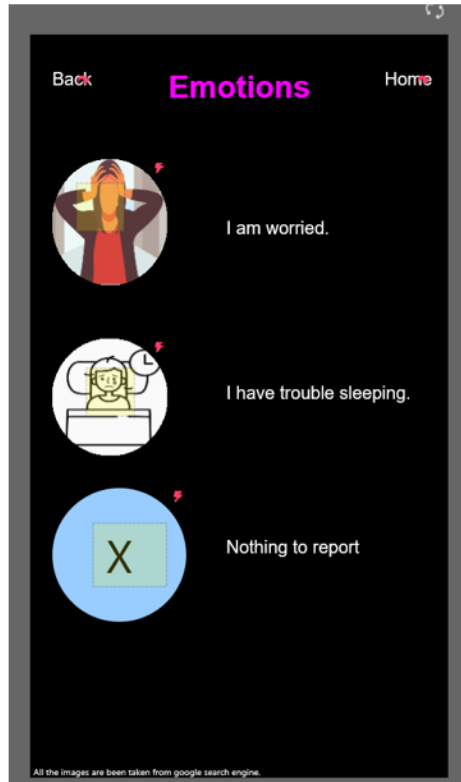 Back
Emotions
Home
I am worried.
I have trouble sleeping.
X
Nothing to report
All the images are been taken from google search engine.